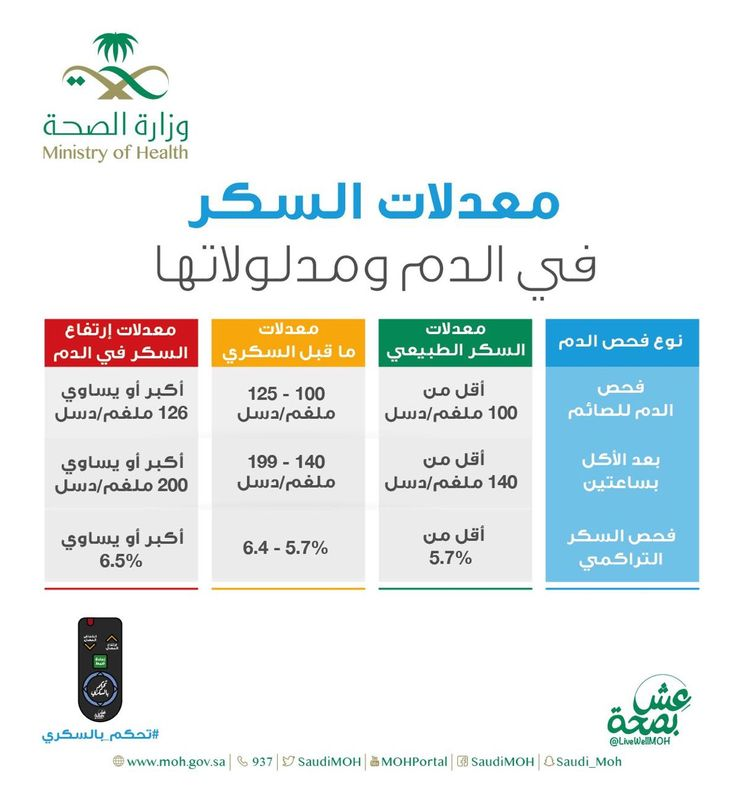 وزارة الصحة
Ministry of Health
معدلات السكر
في الدم ومدلولاتها
نوع فحص الدم
معدلات
السكر الطبيعي
معدلات
ما قبل السكري
معدلات إرتفاع
السكر في الدم
فحص
الدم للصائم
أقل من
100 ملغم/دسل
100 - 125
ملغم/دسل
أكبر أو يساوي
126 ملغم/دسل
بعد الأكل
بساعتين
أقل من
140 ملغم/دسل
140 - 199
ملغم/دسل
أكبر أو يساوي
200 ملغم/دسل
فحص السكر
التراكمي
أقل من
5.7%
6.4 - 5.7%
أكبر أو يساوي
6.5%
#تحكم_بالسكري
عش بصحة
@LiveWellMOH
www.moh.gov.sa | 937 | SaudiMOH | MOHPortal | SaudiMOH | Saudi_Moh